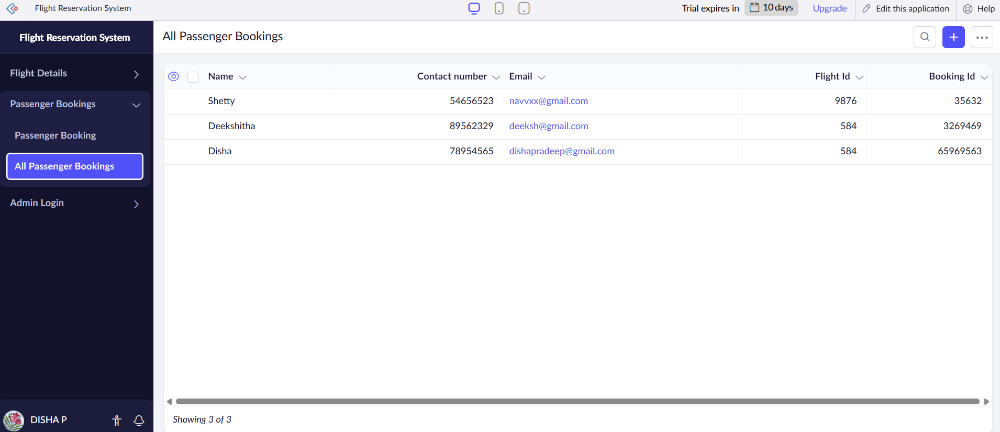 Flight Reservation System
Trial expires in 10 days Upgrade Edit this application Help
Flight Reservation System
All Passenger Bookings
Flight Details
Passenger Bookings
Passenger Booking
All Passenger Bookings
Admin Login
Name Contact number Email Flight Id Booking Id
Shetty 54656523 navvxx@gmail.com 9876 35632
Deekshitha 89562329 deeksh@gmail.com 584 3269469
Disha 78954565 dishapradeep@gmail.com 584 65969563
DISHA P
Showing 3 of 3